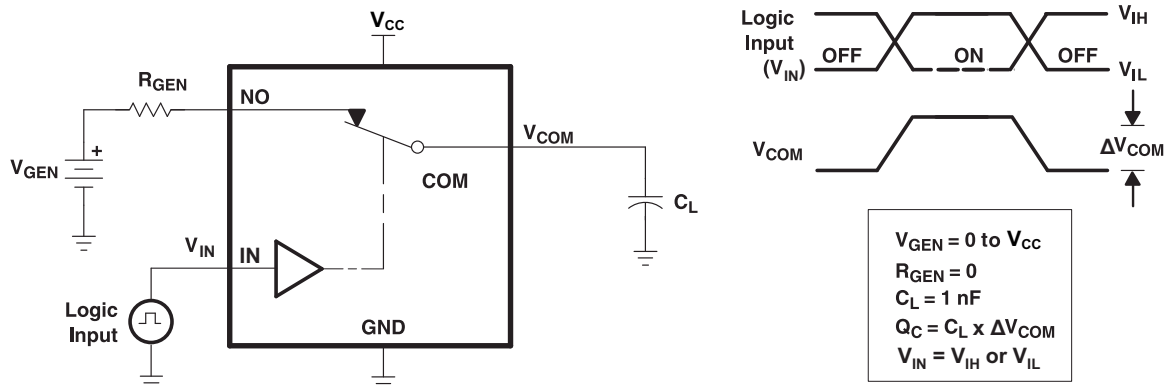 V_CC
R_GEN
NO
V_GEN
+
V_COM
COM
C_L
V_IN
IN
Logic
Input
GND
Logic
Input
(V_IN)
OFF
ON
OFF
V_IH
V_IL
V_COM
ΔV_COM
V_GEN = 0 to V_CC
R_GEN = 0
C_L = 1 nF
Q_C = C_L x ΔV_COM
V_IN = V_IH or V_IL